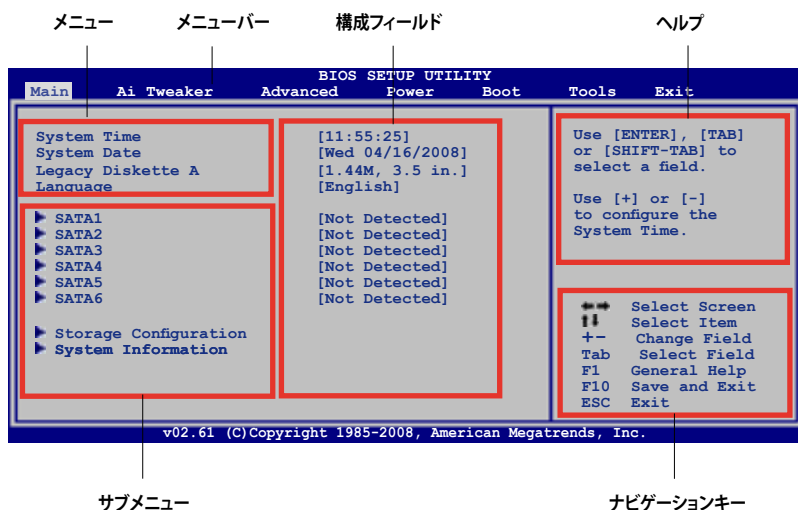 メニュー メニューバー 構成フィールド ヘルプ
BIOS SETUP UTILITY
Main Ai Tweaker Advanced Power Boot Tools Exit
System Time [11:55:25]
System Date [Wed 04/16/2008]
Legacy Diskette A [1.44M, 3.5 in.]
Language [English]
SATA1 [Not Detected]
SATA2 [Not Detected]
SATA3 [Not Detected]
SATA4 [Not Detected]
SATA5 [Not Detected]
SATA6 [Not Detected]
Storage Configuration
System Information
Use [ENTER], [TAB]
or [SHIFT-TAB] to
select a field.
Use [+] or [-]
to configure the
System Time.
←→ Select Screen
↑↓ Select Item
+- Change Field
Tab Select Field
F1 General Help
F10 Save and Exit
ESC Exit
v02.61 (C)Copyright 1985-2008, American Megatrends, Inc.
サブメニュー ナビゲーションキー